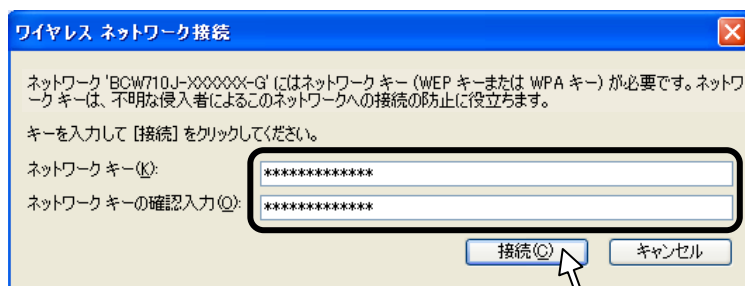 ワイヤレス ネットワーク接続
ネットワーク 'BCW710J-XXXXXX-G' にはネットワーク キー (WEP キーまたは WPA キー) が必要です。ネットワ
ーク キーは、不明な侵入者によるこのネットワークへの接続の防止に役立ちます。
キーを入力して [接続] をクリックしてください。
ネットワーク キー(K): *************
ネットワーク キーの確認入力(O): *************
接続(C) キャンセル